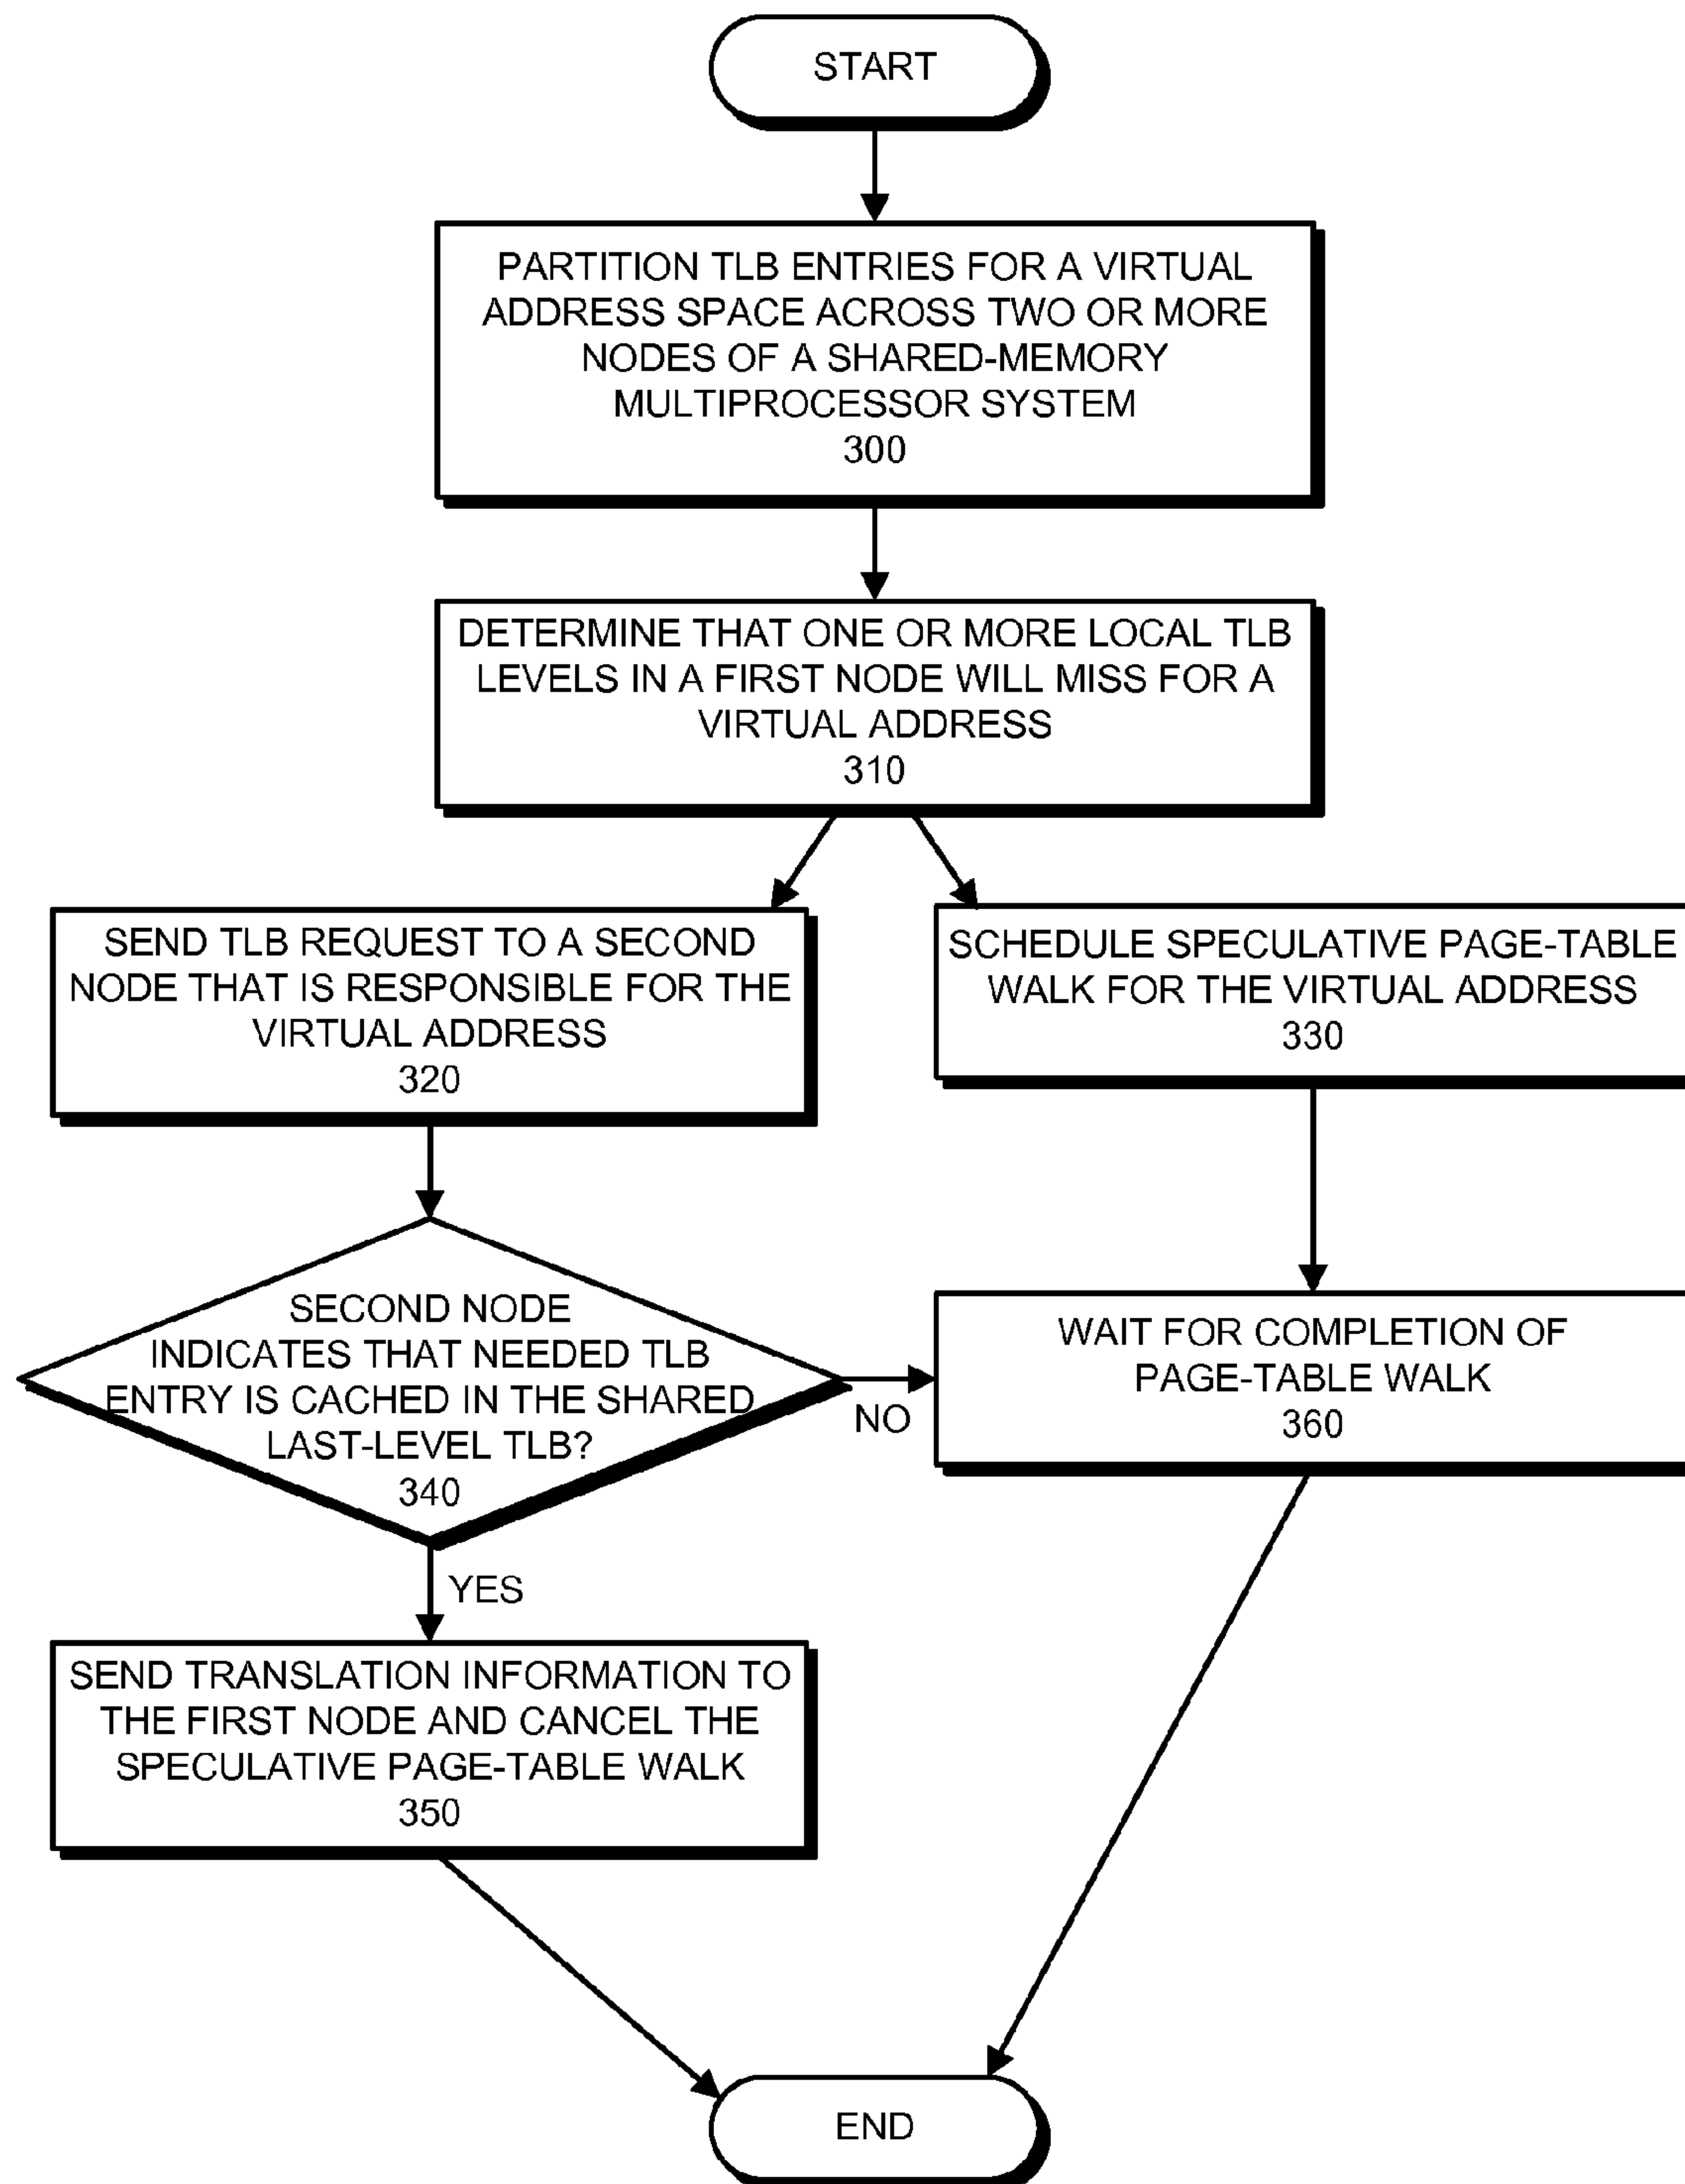 START
PARTITION TLB ENTRIES FOR A VIRTUAL
ADDRESS SPACE ACROSS TWO OR MORE
NODES OF A SHARED-MEMORY
MULTIPROCESSOR SYSTEM
300
DETERMINE THAT ONE OR MORE LOCAL TLB
LEVELS IN A FIRST NODE WILL MISS FOR A
VIRTUAL ADDRESS
310
SEND TLB REQUEST TO A SECOND
NODE THAT IS RESPONSIBLE FOR THE
VIRTUAL ADDRESS
320
SCHEDULE SPECULATIVE PAGE-TABLE
WALK FOR THE VIRTUAL ADDRESS
330
SECOND NODE
INDICATES THAT NEEDED TLB
ENTRY IS CACHED IN THE SHARED
LAST-LEVEL TLB?
340
NO
WAIT FOR COMPLETION OF
PAGE-TABLE WALK
360
YES
SEND TRANSLATION INFORMATION TO
THE FIRST NODE AND CANCEL THE
SPECULATIVE PAGE-TABLE WALK
350
END